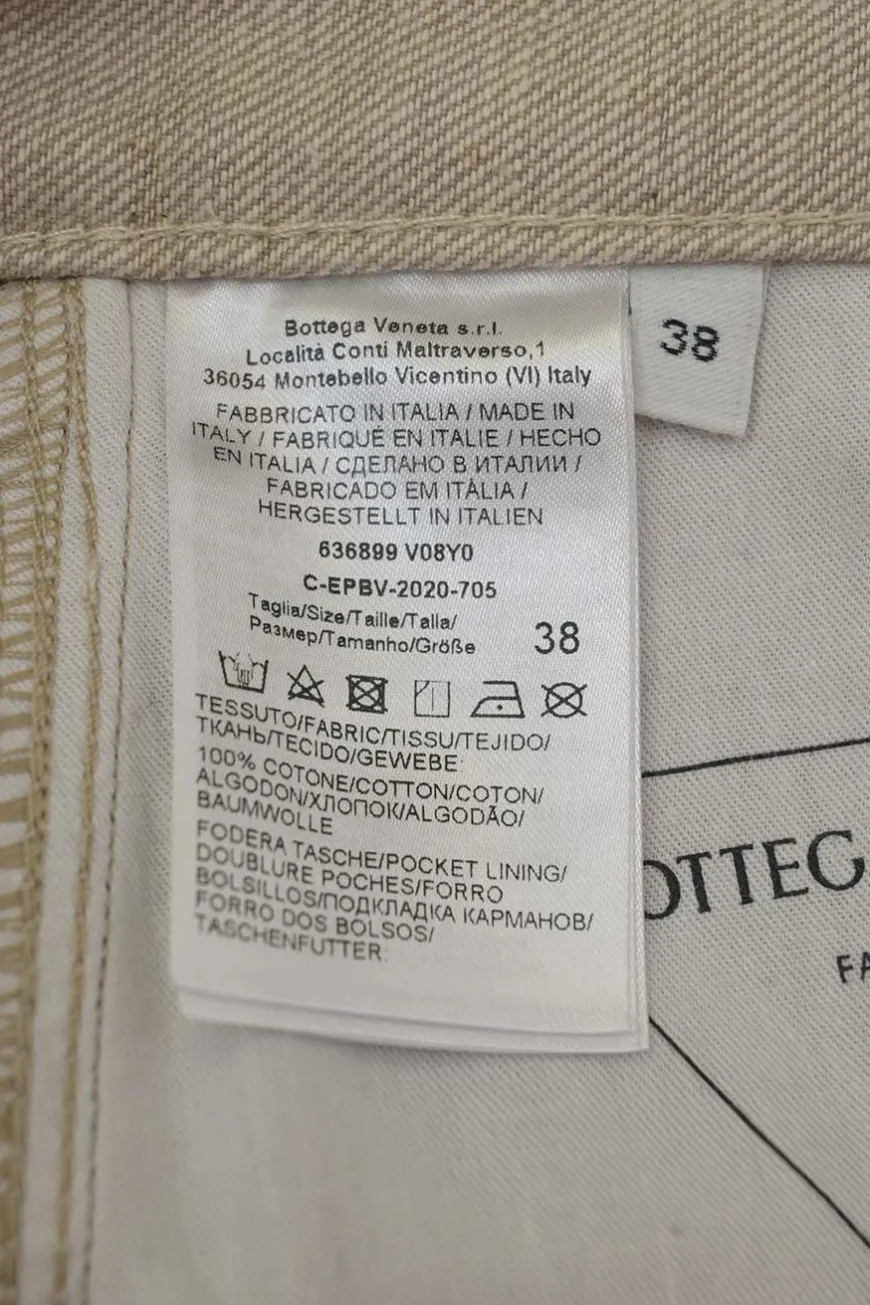 Bottega Veneta s.r.l.
Località Conti Maltraverso,1
36054 Montebello Vicentino (VI) Italy
FABBRICATO IN ITALIA / MADE IN
ITALY / FABRIQUÉ EN ITALIE / HECHO
EN ITALIA / СДЕЛАНО В ИТАЛИИ /
FABRICADO EM ITÁLIA /
HERGESTELLT IN ITALIEN
636899 V08Y0
C-EPBV-2020-705
Taglia/Size/Taille/Talla/
Размер/Tamanho/Größe
38
TESSUTO/FABRIC/TISSU/TEJIDO/
ТКАНЬ/TECIDO/GEWEBE:
100% COTONE/COTTON/COTON/
ALGODON/ХЛОПОК/ALGODÃO/
BAUMWOLLE
FODERA TASCHE/POCKET LINING/
DOUBLURE POCHES/FORRO
BOLSILLOS/ПОДКЛАДКА КАРМАНОВ/
FORRO DOS BOLSOS/
TASCHENFUTTER:
38
OTTEGA
FA